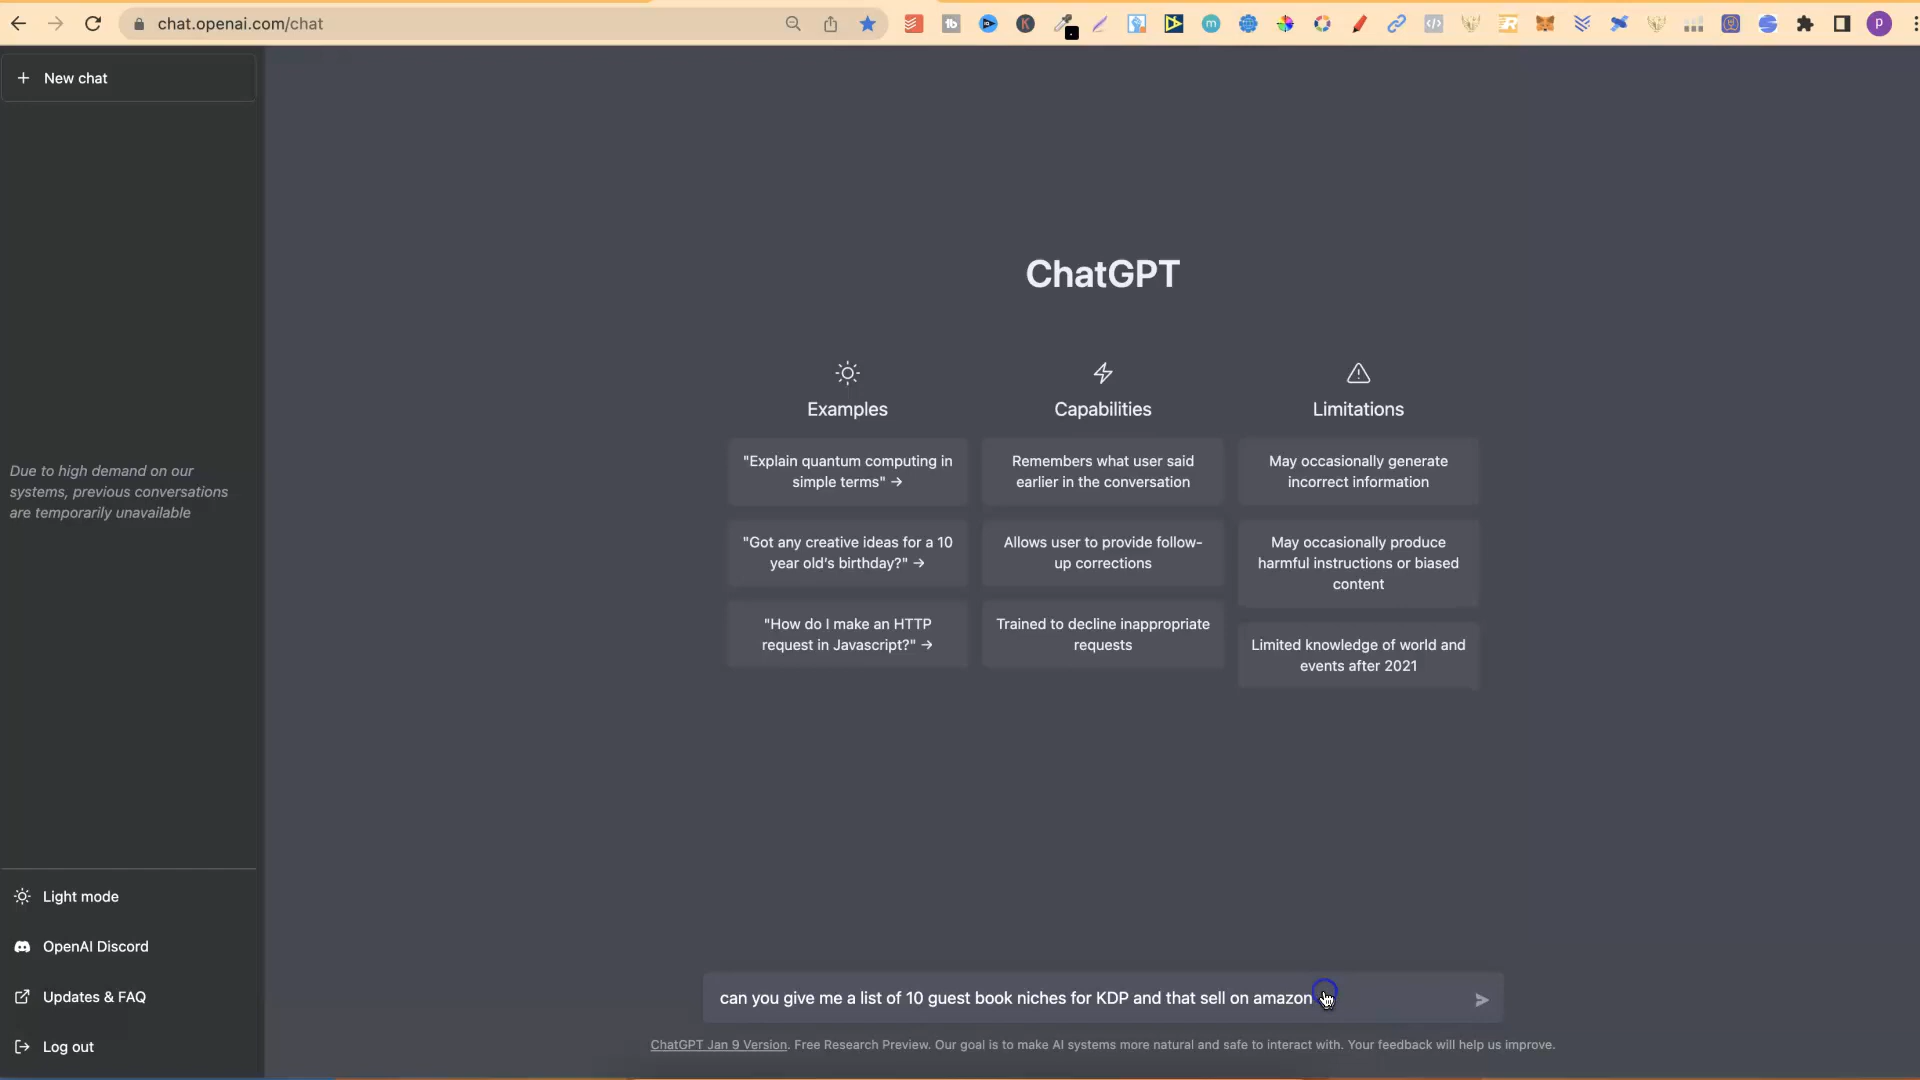 chat.openai.com/chat
New chat
Due to high demand on our
systems, previous conversations
are temporarily unavailable
Light mode
OpenAI Discord
Updates & FAQ
Log out
ChatGPT
Examples
"Explain quantum computing in
simple terms" →
"Got any creative ideas for a 10
year old's birthday?" →
"How do I make an HTTP
request in Javascript?" →
Capabilities
Remembers what user said
earlier in the conversation
Allows user to provide follow-
up corrections
Trained to decline inappropriate
requests
Limitations
May occasionally generate
incorrect information
May occasionally produce
harmful instructions or biased
content
Limited knowledge of world and
events after 2021
can you give me a list of 10 guest book niches for KDP and that sell on amazon
ChatGPT Jan 9 Version. Free Research Preview. Our goal is to make AI systems more natural and safe to interact with. Your feedback will help us improve.